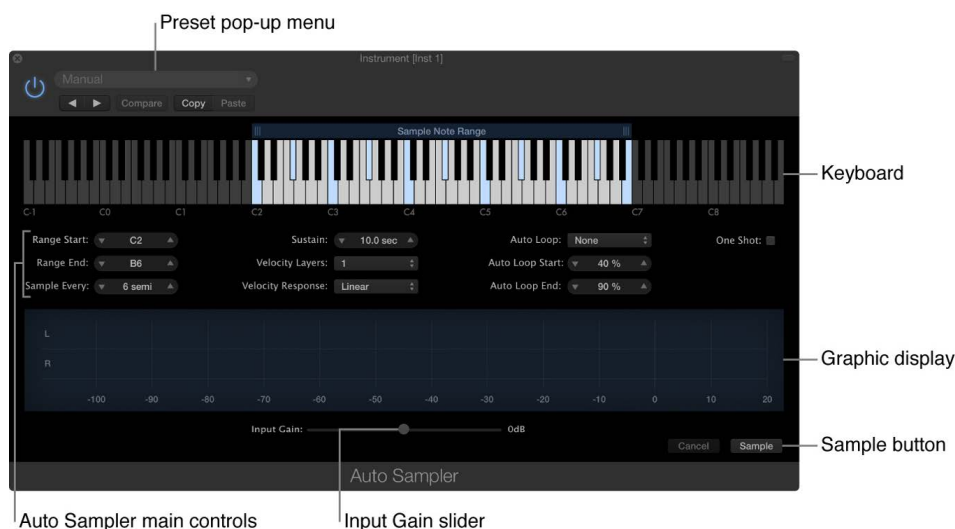 Preset pop-up menu
Instrument [Inst 1]
Manual
Compare Copy Paste
Sample Note Range
Keyboard
C-1 C0 C1 C2 C3 C4 C5 C6 C7 C8
Range Start: C2 Sustain: 10.0 sec Auto Loop: None One Shot:
Range End: B6 Velocity Layers: 1 Auto Loop Start: 40 %
Sample Every: 6 semi Velocity Response: Linear Auto Loop End: 90 %
L
R
Graphic display
-100 -90 -80 -70 -60 -50 -40 -30 -20 -10 0 10 20
Input Gain: 0dB
Cancel Sample
Sample button
Auto Sampler
Auto Sampler main controls
Input Gain slider